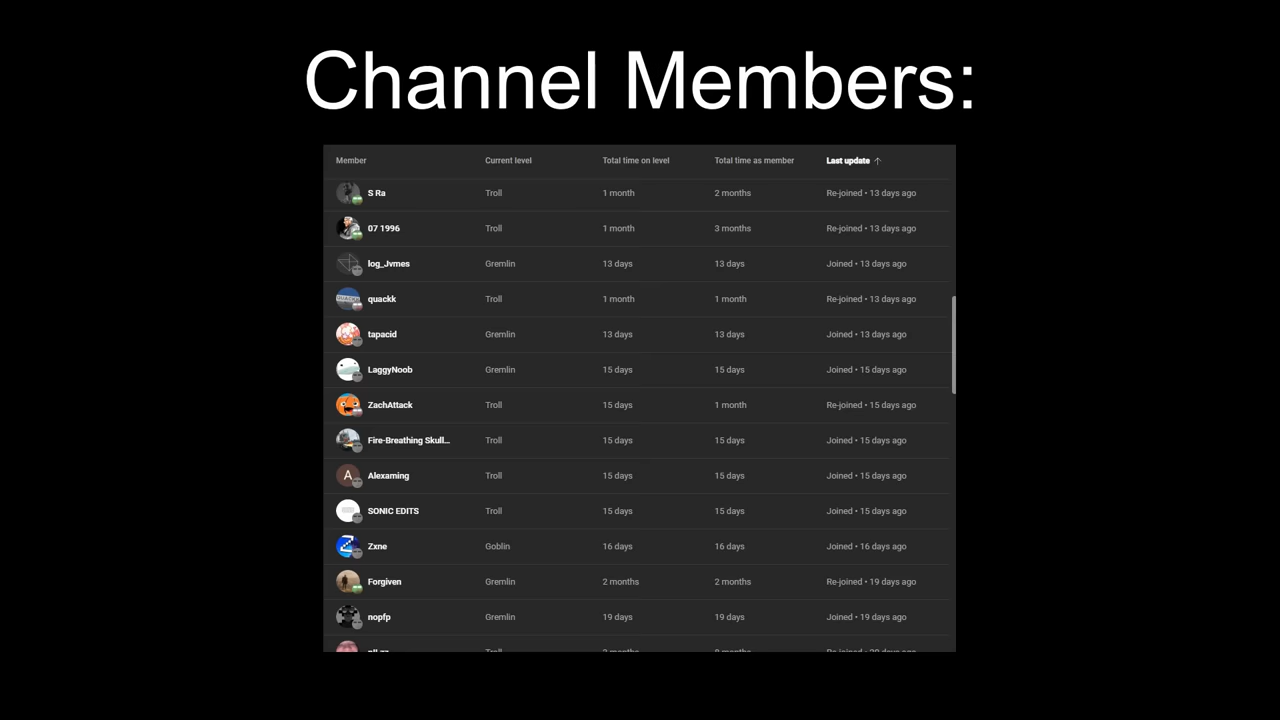 Channel Members:
Member Current level Total time on level Total time as member Last update ↑
S Ra Troll 1 month 2 months Re-joined • 13 days ago
07 1996 Troll 1 month 3 months Re-joined • 13 days ago
log_Jvmes Gremlin 13 days 13 days Joined • 13 days ago
quackk Troll 1 month 1 month Re-joined • 13 days ago
tapacid Gremlin 13 days 13 days Joined • 13 days ago
LaggyNoob Gremlin 15 days 15 days Joined • 15 days ago
ZachAttack Troll 15 days 1 month Re-joined • 15 days ago
Fire-Breathing Skull... Troll 15 days 15 days Joined • 15 days ago
A Alexaming Troll 15 days 15 days Joined • 15 days ago
SONIC EDITS Troll 15 days 15 days Joined • 15 days ago
Zxne Goblin 16 days 16 days Joined • 16 days ago
Forgiven Gremlin 2 months 2 months Re-joined • 19 days ago
nopfp Gremlin 19 days 19 days Joined • 19 days ago